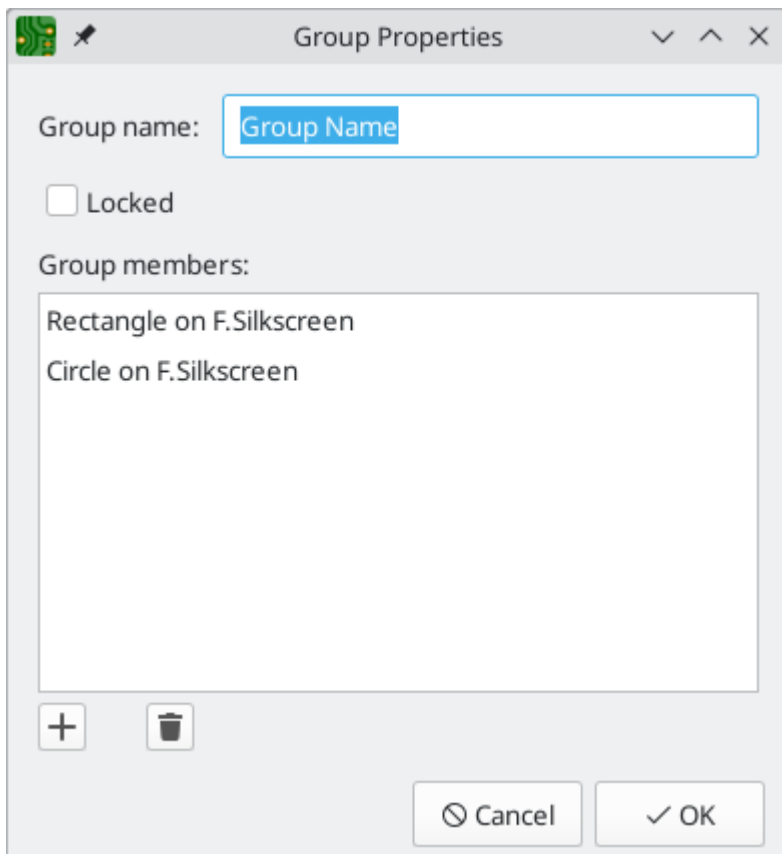 Group Properties
Group name: Group Name
Locked
Group members:
Rectangle on F.Silkscreen
Circle on F.Silkscreen
Cancel OK